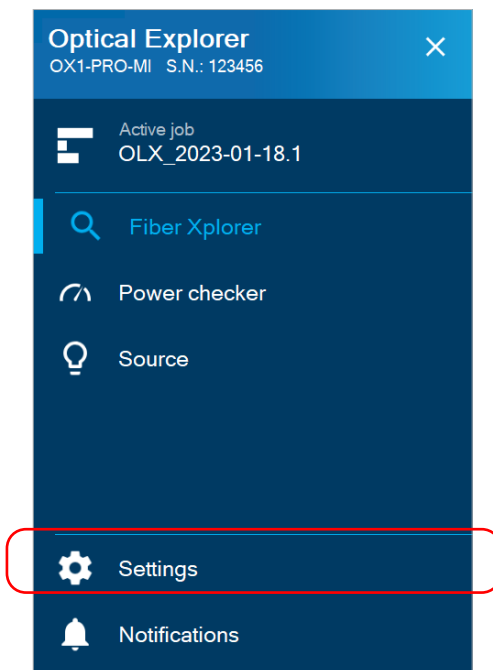 Optical Explorer
OX1-PRO-MI S.N.: 123456
Active job
OLX_2023-01-18.1
Fiber Xplorer
Power checker
Source
Settings
Notifications